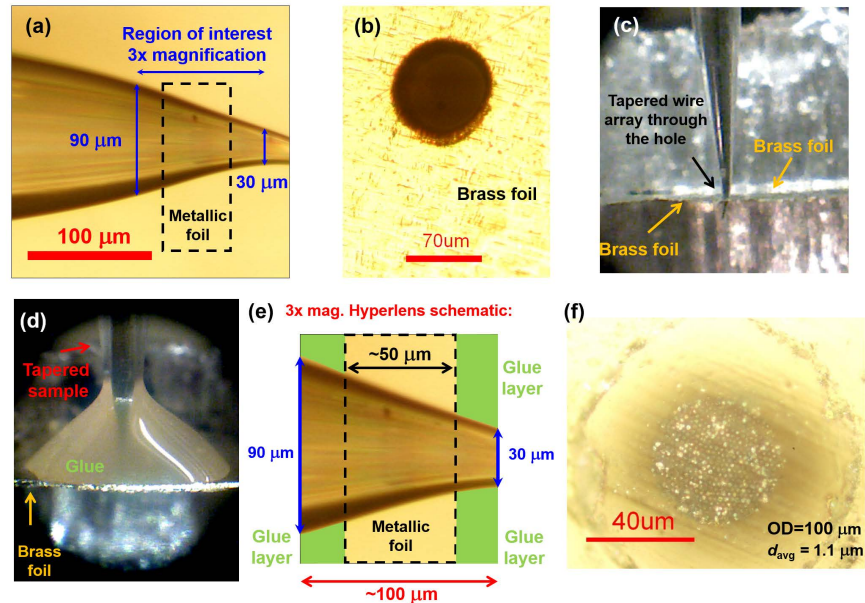 (a)
Region of interest
3x magnification
90 μm
30 μm
Metallic
foil
100 μm
(b)
Brass foil
70um
(c)
Tapered wire
array through
the hole
Brass foil
Brass foil
(d)
Tapered
sample
Glue
Brass
foil
(e)
3x mag. Hyperlens schematic:
~50 μm
Glue
layer
90 μm
30 μm
Metallic
foil
Glue
layer
Glue
layer
~100 μm
(f)
40um
OD=100 μm
davg = 1.1 μm